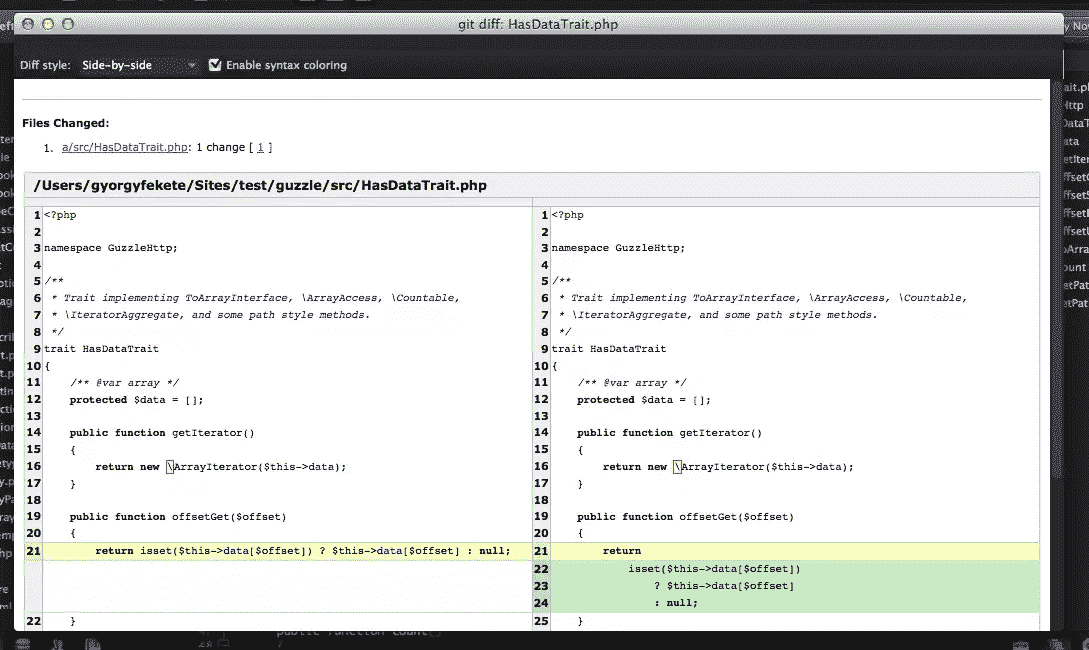 git diff: HasDataTrait.php
Diff style: Side-by-side Enable syntax coloring
Files Changed:
1. a/src/HasDataTrait.php: 1 change [ 1 ]
/Users/gyorgyfekete/Sites/test/guzzle/src/HasDataTrait.php
1 <?php
2
3 namespace GuzzleHttp;
4
5 /**
6 * Trait implementing ToArrayInterface, \ArrayAccess, \Countable,
7 * \IteratorAggregate, and some path style methods.
8 */
9 trait HasDataTrait
10 {
11 /** @var array */
12 protected $data = [];
13
14 public function getIterator()
15 {
16 return new \ArrayIterator($this->data);
17 }
18
19 public function offsetGet($offset)
20 {
21 return isset($this->data[$offset]) ? $this->data[$offset] : null;
22 }
1 <?php
2
3 namespace GuzzleHttp;
4
5 /**
6 * Trait implementing ToArrayInterface, \ArrayAccess, \Countable,
7 * \IteratorAggregate, and some path style methods.
8 */
9 trait HasDataTrait
10 {
11 /** @var array */
12 protected $data = [];
13
14 public function getIterator()
15 {
16 return new \ArrayIterator($this->data);
17 }
18
19 public function offsetGet($offset)
20 {
21 return
22 isset($this->data[$offset])
23 ? $this->data[$offset]
24 : null;
25 }